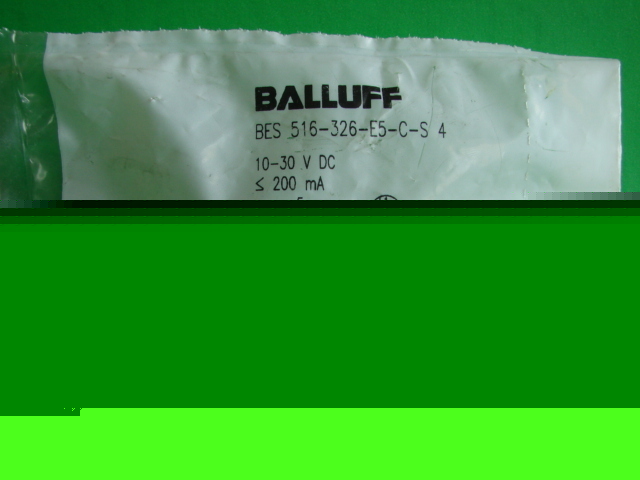 BALLUFF
BES 516-326-E5-C-S 4
10-30 V DC
≤ 200 mA